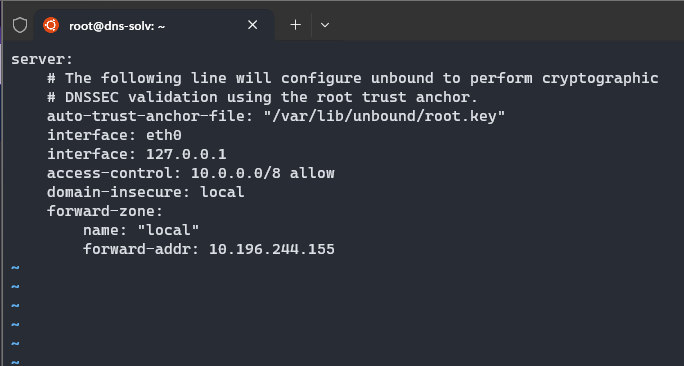 root@dns-solv: ~
server:
    # The following line will configure unbound to perform cryptographic
    # DNSSEC validation using the root trust anchor.
    auto-trust-anchor-file: "/var/lib/unbound/root.key"
    interface: eth0
    interface: 127.0.0.1
    access-control: 10.0.0.0/8 allow
    domain-insecure: local
    forward-zone:
        name: "local"
        forward-addr: 10.196.244.155
~
~
~
~
~
~